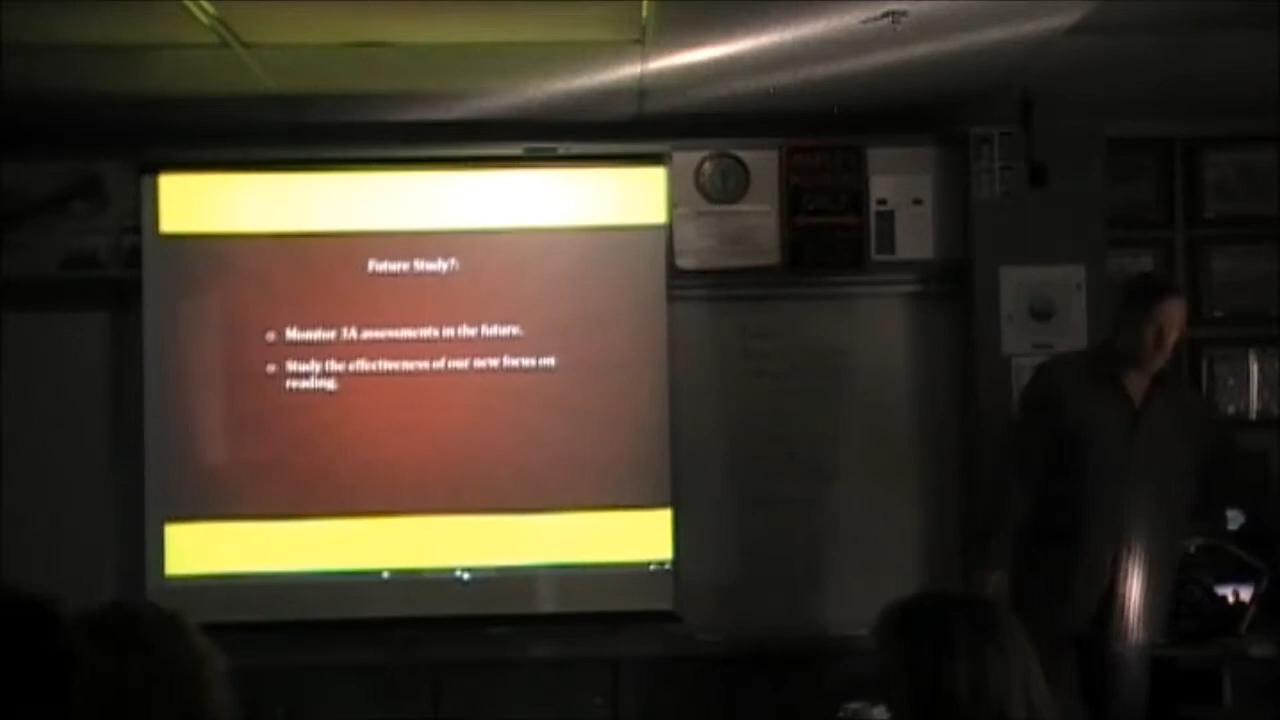 Future Study?:
Monitor 3A assessments in the future.
Study the effectiveness of our new focus on
reading.